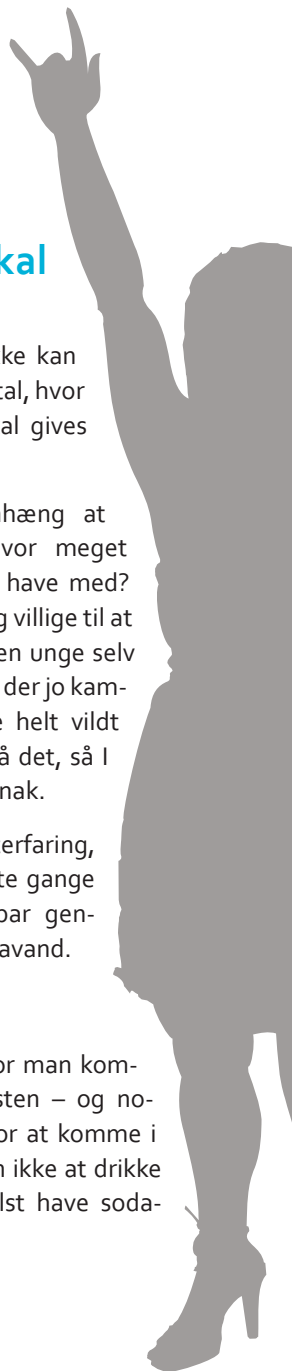 kal
ke kan
tal, hvor
al gives
hæng at
vor meget
have med?
g villige til at
en unge selv
der jo kam-
e helt vildt
å det, så I
nak.
erfaring,
te gange
bar gen-
avand.
or man kom-
sten – og no-
or at komme i
n ikke at drikke
lst have soda-